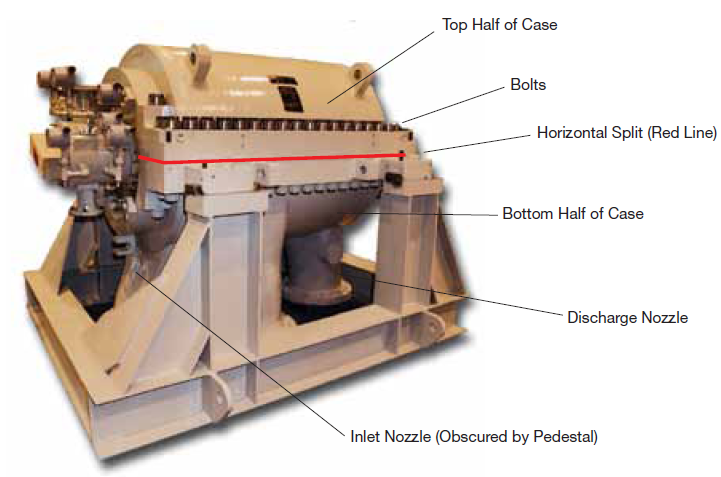 Top Half of Case
Bolts
Horizontal Split (Red Line)
Bottom Half of Case
Discharge Nozzle
Inlet Nozzle (Obscured by Pedestal)